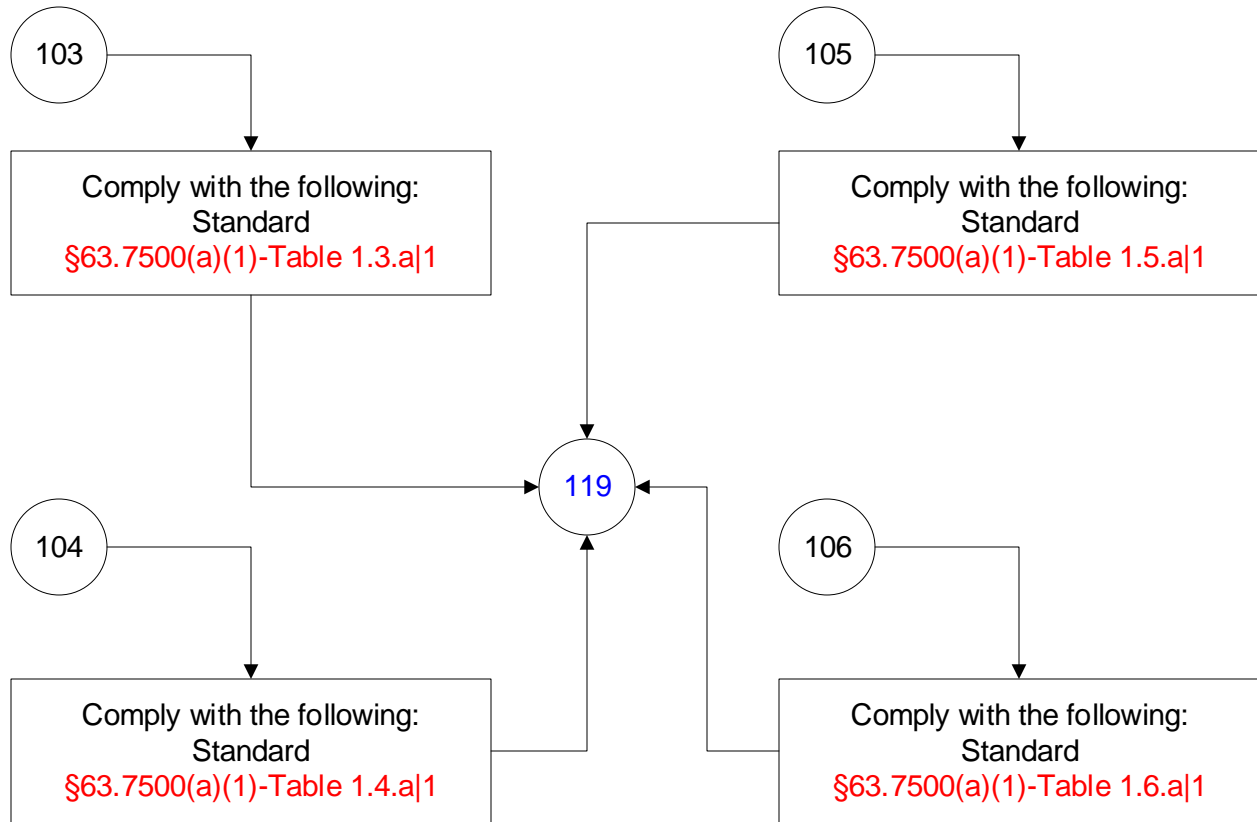 103
Comply with the following:
Standard
§63.7500(a)(1)-Table 1.3.a|1
105
Comply with the following:
Standard
§63.7500(a)(1)-Table 1.5.a|1
119
104
Comply with the following:
Standard
§63.7500(a)(1)-Table 1.4.a|1
106
Comply with the following:
Standard
§63.7500(a)(1)-Table 1.6.a|1